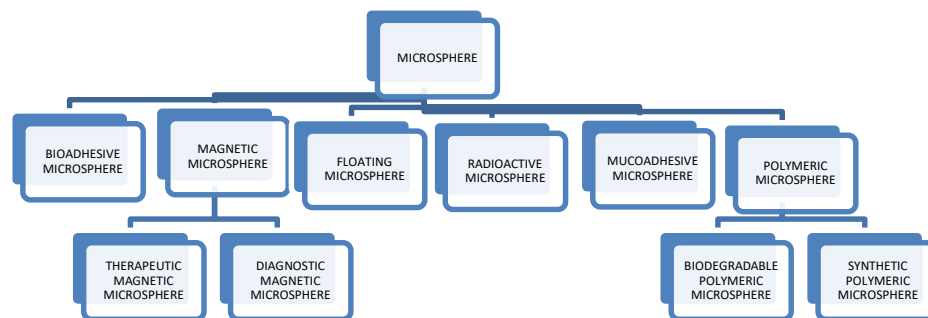 MICROSPHERE
BIOADHESIVE
MICROSPHERE
MAGNETIC
MICROSPHERE
FLOATING
MICROSPHERE
RADIOACTIVE
MICROSPHERE
MUCOADHESIVE
MICROSPHERE
POLYMERIC
MICROSPHERE
THERAPEUTIC
MAGNETIC
MICROSPHERE
DIAGNOSTIC
MAGNETIC
MICROSPHERE
BIODEGRADABLE
POLYMERIC
MICROSPHERE
SYNTHETIC
POLYMERIC
MICROSPHERE